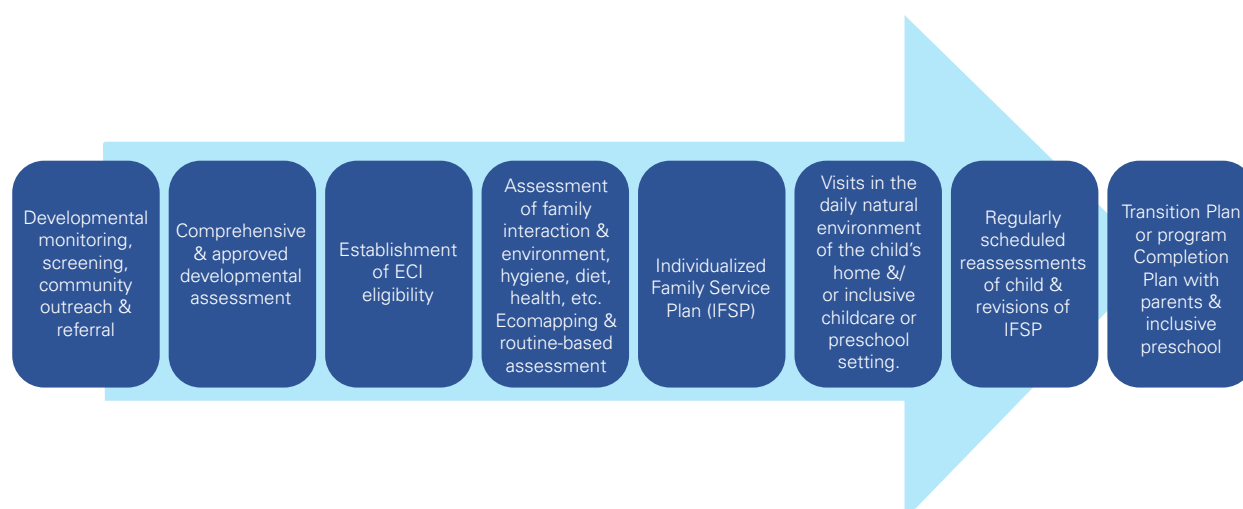 Developmental
monitoring,
screening,
community
outreach &
referral
Comprehensive
& approved
developmental
assessment
Establishment
of ECI
eligibility
Assessment
of family
interaction &
environment,
hygiene, diet,
health, etc.
Ecomapping &
routine-based
assessment
Individualized
Family Service
Plan (IFSP)
Visits in the
daily natural
environment
of the child’s
home &/
or inclusive
childcare or
preschool
setting.
Regularly
scheduled
reassessments
of child &
revisions of
IFSP
Transition Plan
or program
Completion
Plan with
parents &
inclusive
preschool